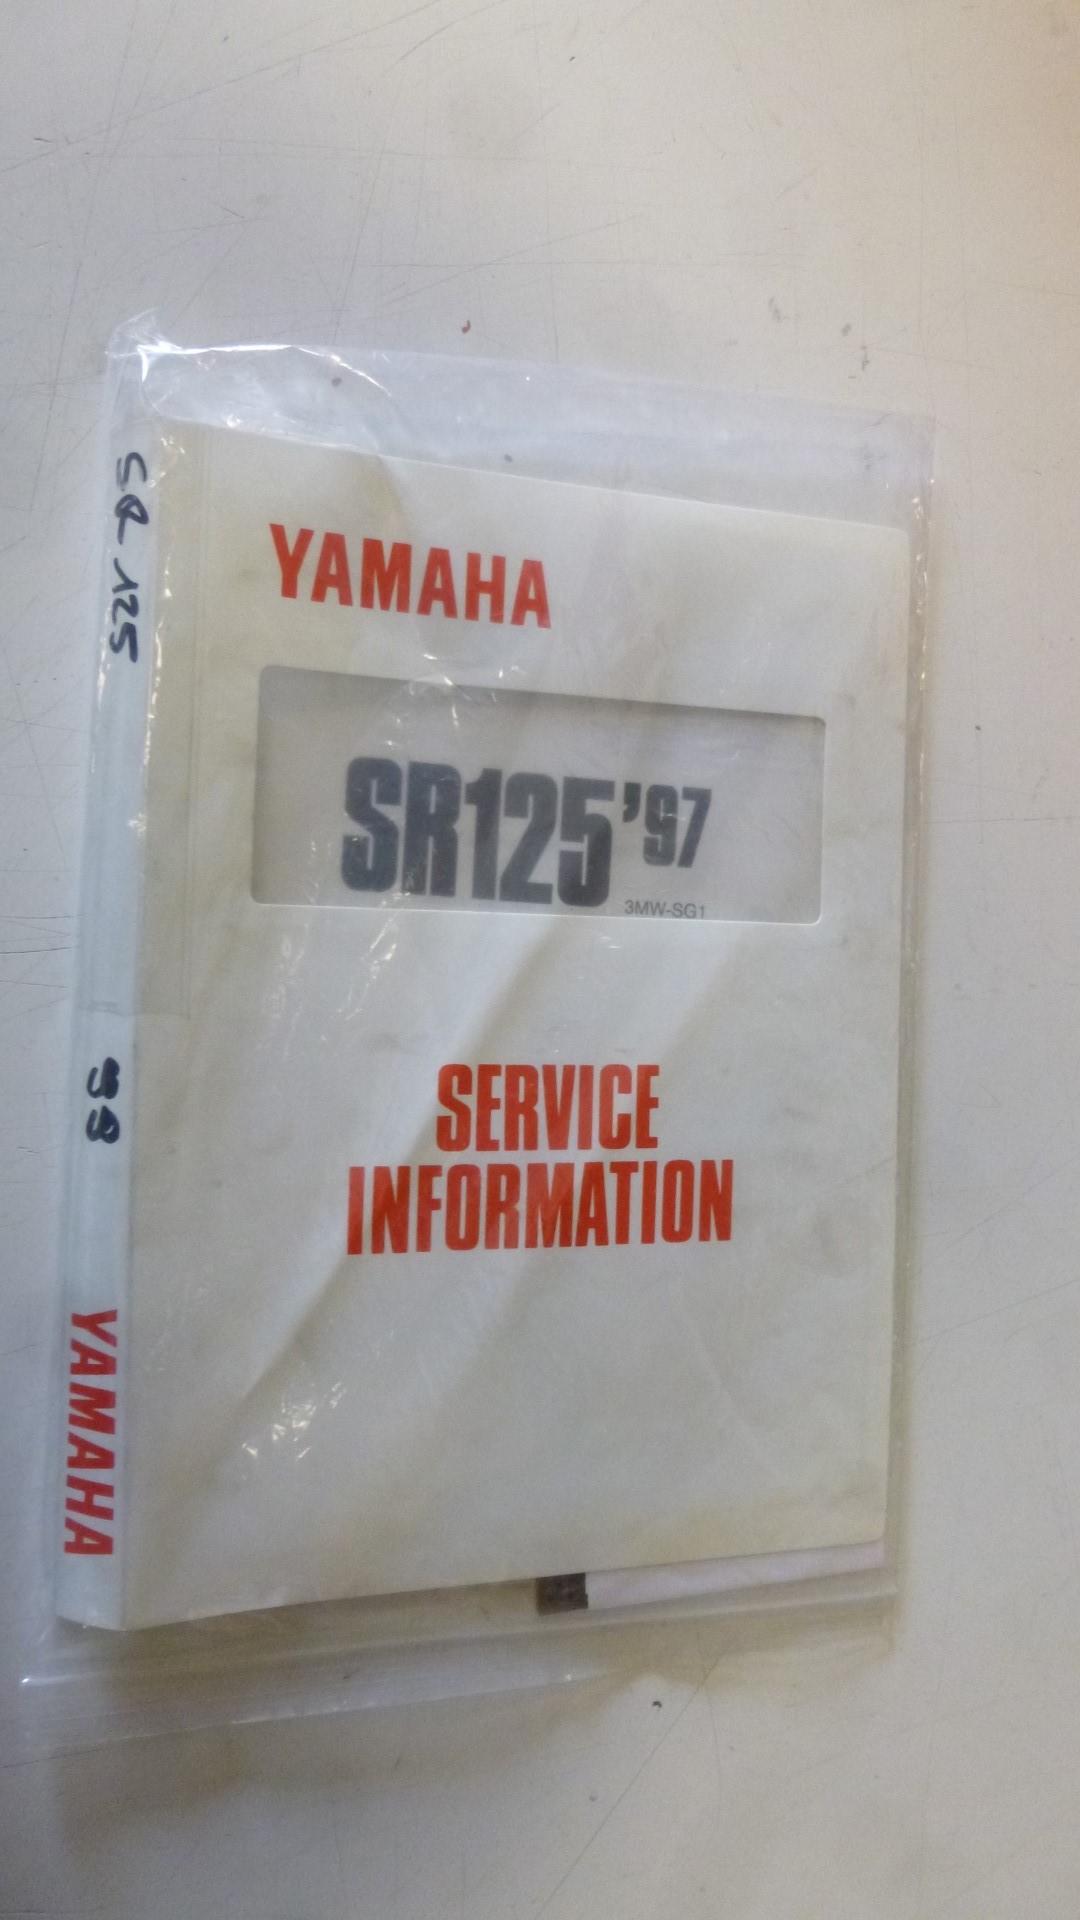 YAMAHA
SR125'97
3MW-SG1
SERVICE
INFORMATION
SR 125
YAMAHA